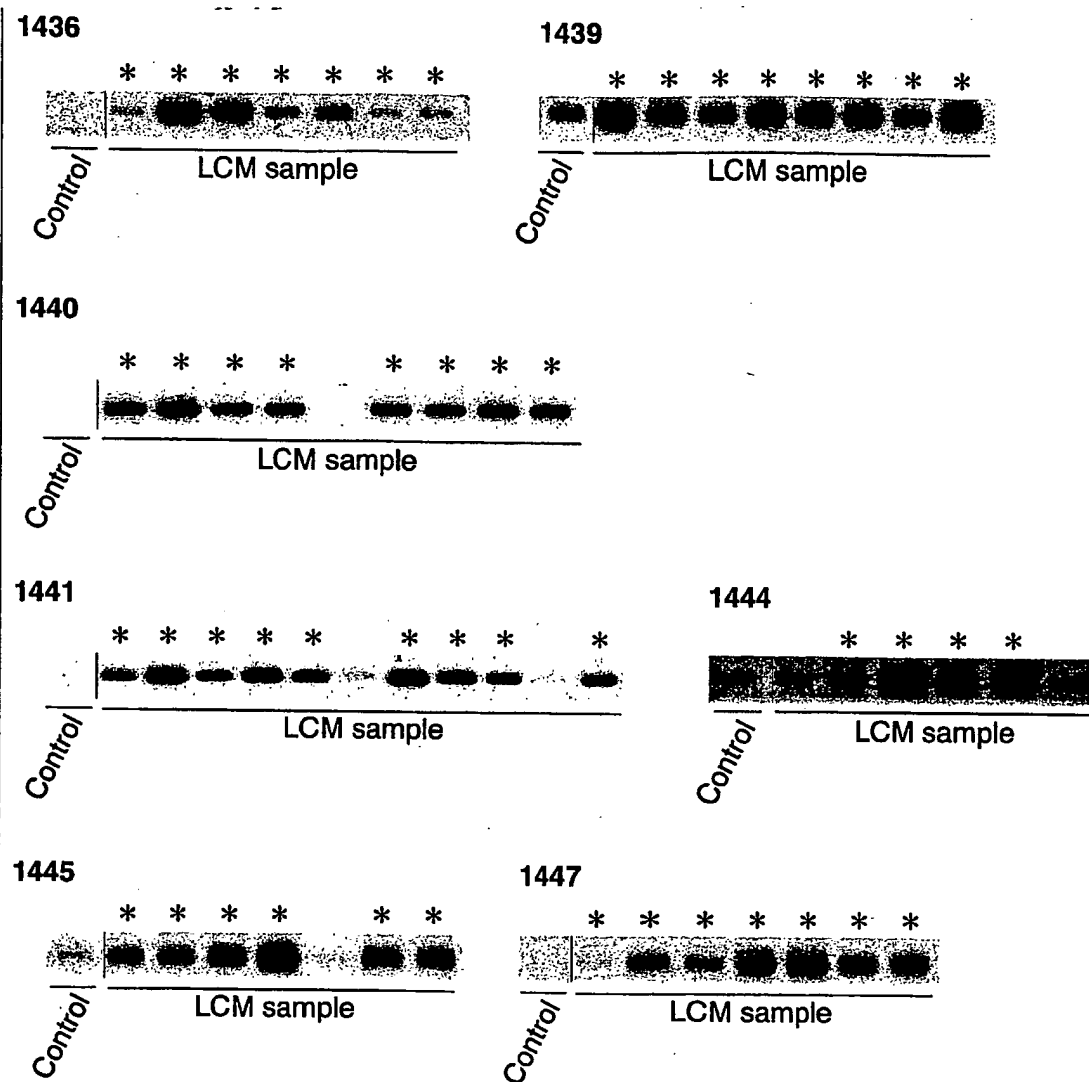 1436
* * * * * * *
Control
LCM sample
1439
* * * * * * * *
Control
LCM sample
1440
* * * * * * * *
Control
LCM sample
1441
* * * * * * * * *
Control
LCM sample
1444
* * * *
Control
LCM sample
1445
* * * * * *
Control
LCM sample
1447
* * * * * * *
Control
LCM sample